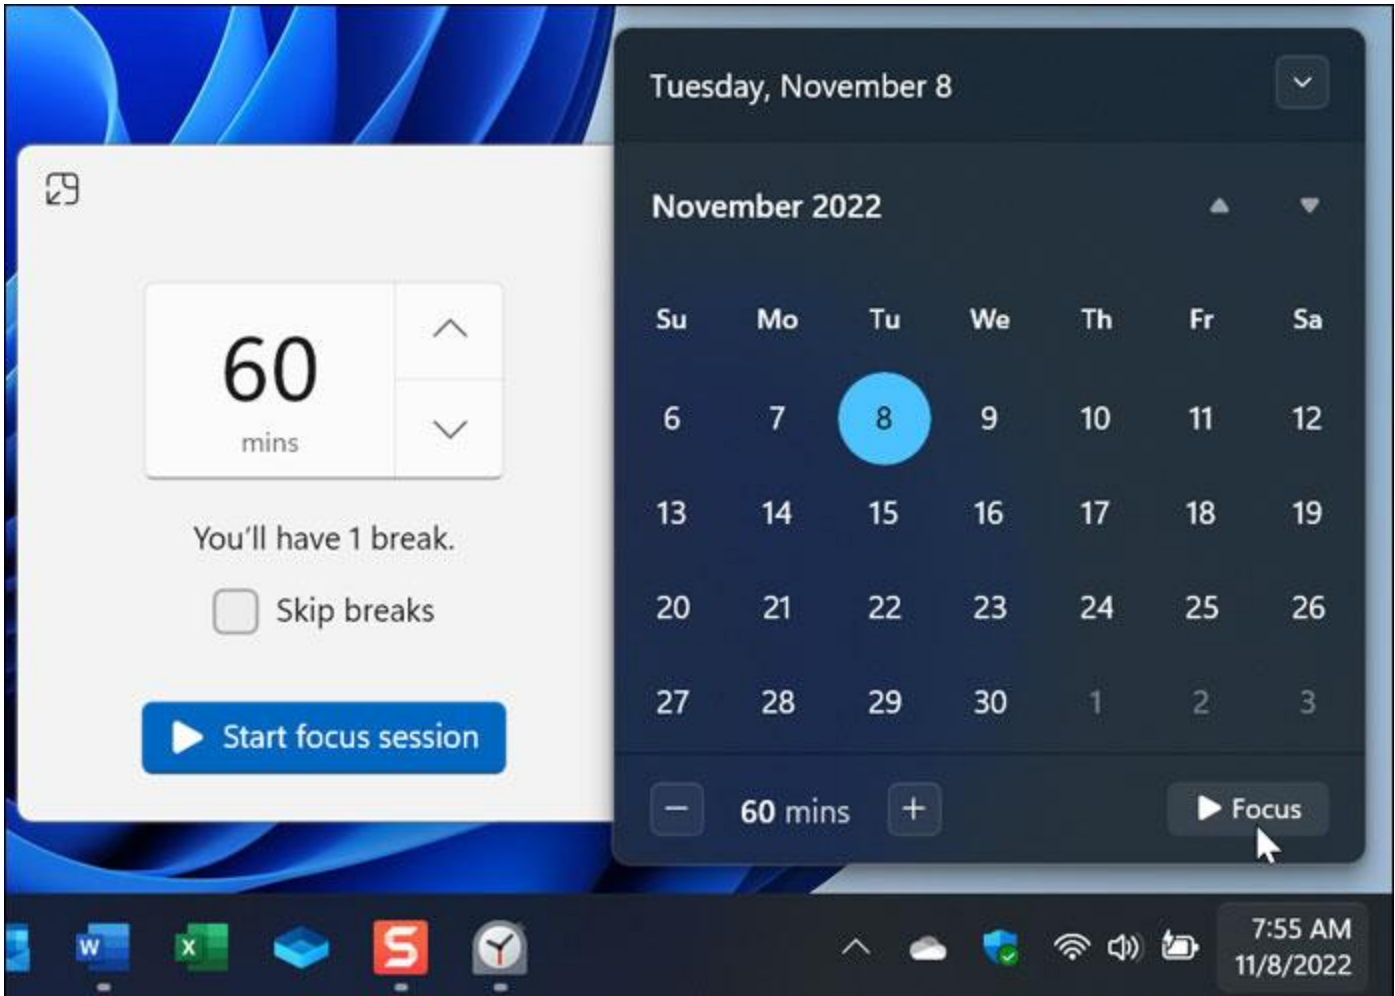 60
mins
You'll have 1 break.
Skip breaks
Start focus session
Tuesday, November 8
November 2022
Su Mo Tu We Th Fr Sa
6 7 8 9 10 11 12
13 14 15 16 17 18 19
20 21 22 23 24 25 26
27 28 29 30 1 2 3
60 mins
Focus
W X S
7:55 AM
11/8/2022